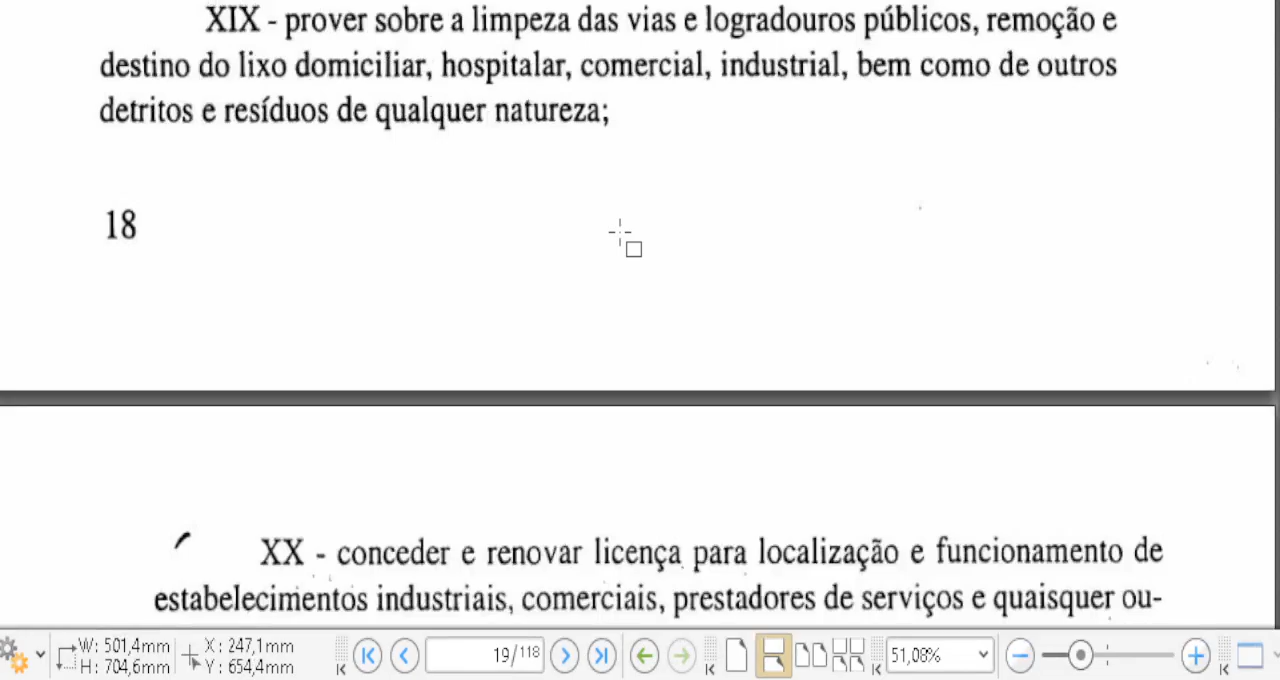 XIX - prover sobre a limpeza das vias e logradouros públicos, remoção e
destino do lixo domiciliar, hospitalar, comercial, industrial, bem como de outros
detritos e resíduos de qualquer natureza;
18
XX - conceder e renovar licença para localização e funcionamento de
estabelecimentos industriais, comerciais, prestadores de serviços e quaisquer ou-
W: 501,4mm
H: 704,6mm
X: 247,1mm
Y: 654,4mm
19/118
51,08%